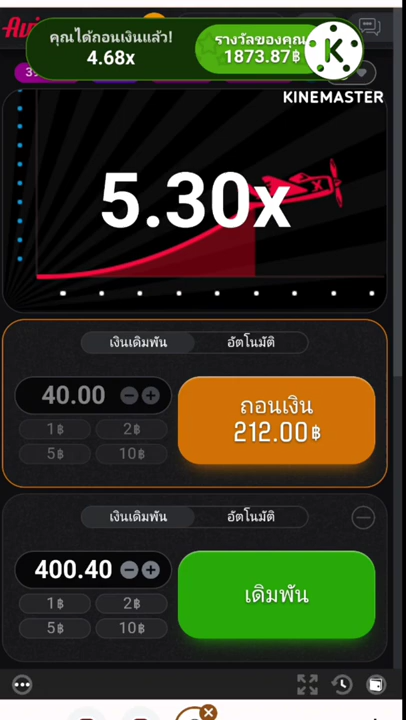 คุณได้ถอนเงินแล้ว!
4.68x
รางวัลของคุณ
1873.87฿
KINEMASTER
5.30x
เงินเดิมพัน
อัตโนมัติ
40.00
1฿
2฿
5฿
10฿
ถอนเงิน
212.00฿
เงินเดิมพัน
อัตโนมัติ
400.40
1฿
2฿
5฿
10฿
เดิมพัน